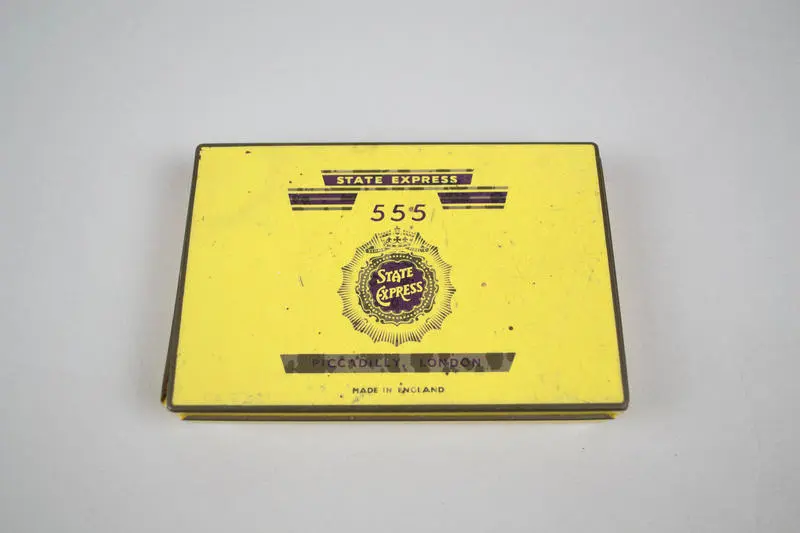 STATE EXPRESS
555
STATE
EXPRESS
PICCADILLY, LONDON
MADE IN ENGLAND